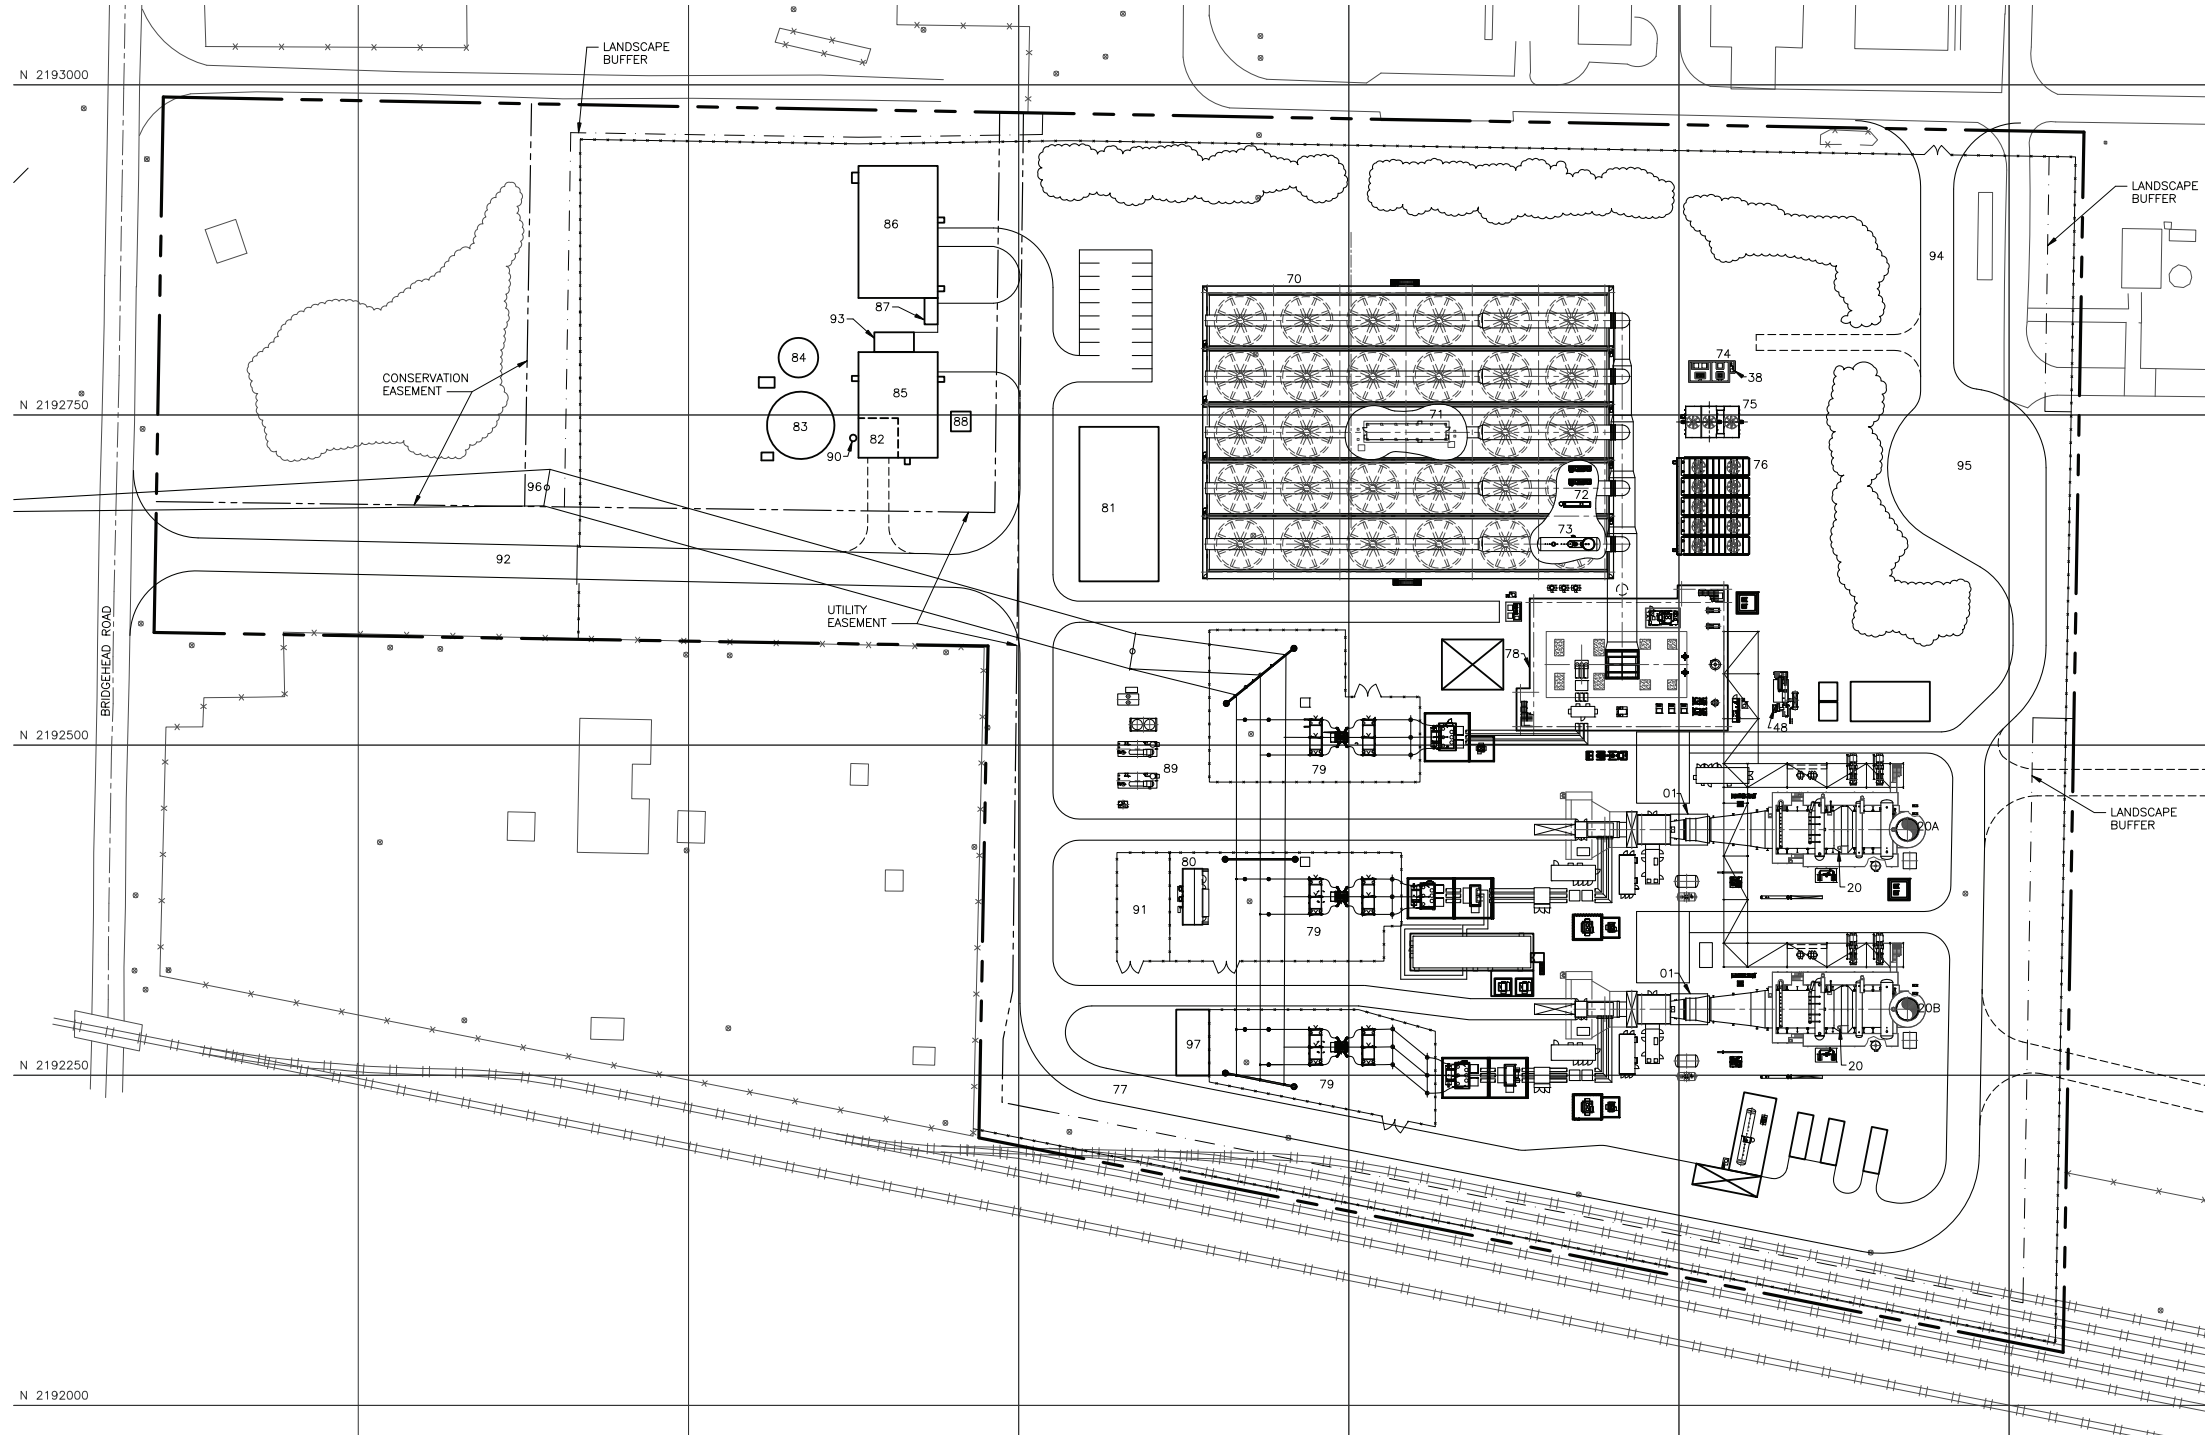 LANDSCAPE
BUFFER
N 2193000
LANDSCAPE
BUFFER
86
94
70
87
93
84
74
38
CONSERVATION
EASEMENT
85
75
N 2192750
71
83
82
88
90
76
95
96
72
81
73
92
UTILITY
EASEMENT
BRIDGEHEAD ROAD
78
48
N 2192500
89
79
01
LANDSCAPE
BUFFER
20A
80
20
91
79
01
20B
97
N 2192250
20
79
77
N 2192000